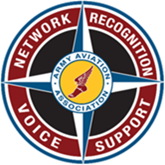 NETWORK
RECOGNITION
ARMY AVIATION
ASSOCIATION
VOICE
SUPPORT